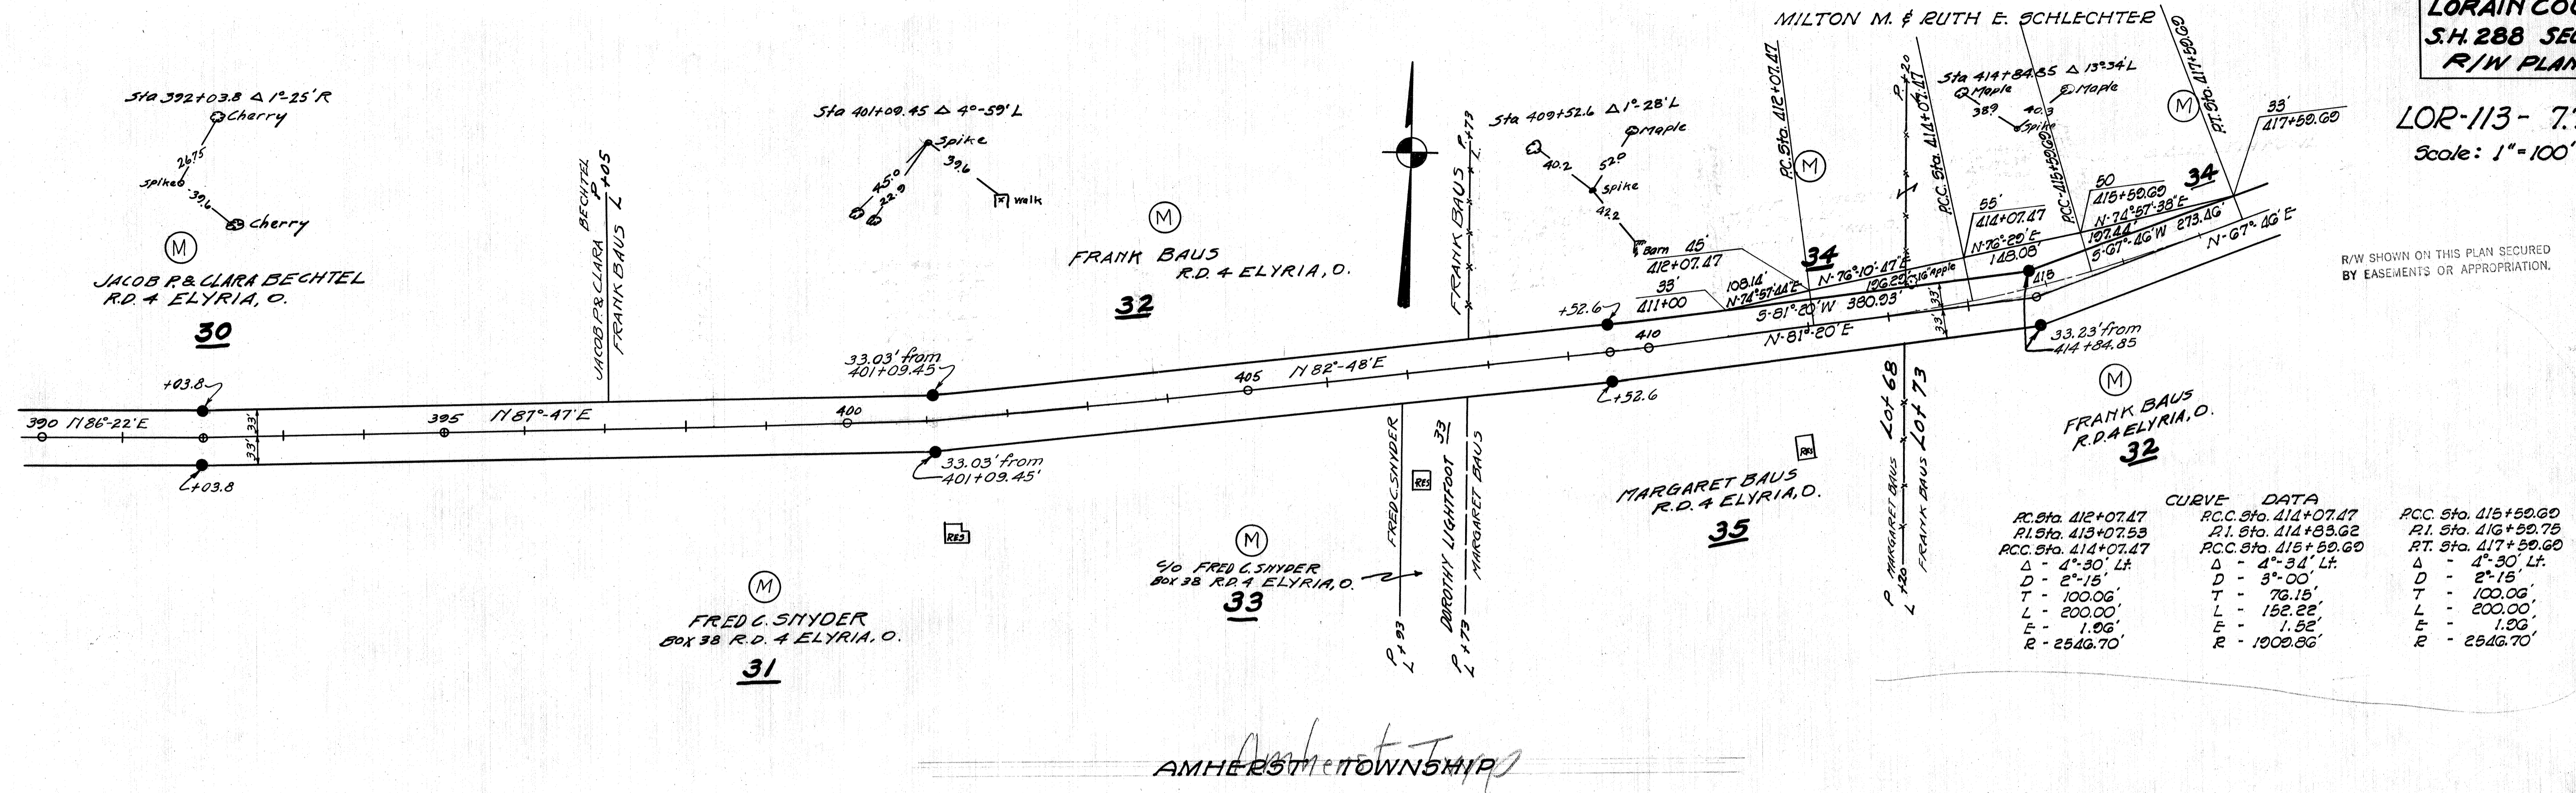 MILTON M. & RUTH E. SCHLECHTER
S.H. 288
R/W
LOR-113-
Scale: 1"=100'
Sta 392+03.8 Δ 1°-25'R
Cherry
26.75
Spike
39.6
Cherry
M
JACOB P. & CLARA BECHTEL
R.D. 4 ELYRIA, O.
30
JACOB P. & CLARA BECHTEL
P +05
L
FRANK BAUS
Sta 401+09.45 Δ 4°-59'L
Spike
45.0
22.9
39.6
Walk
M
FRANK BAUS
R.D. 4 ELYRIA, O.
32
FRANK BAUS
P +73
L
Sta 409+52.6 Δ 1°-28'L
Maple
40.2
52.0
Spike
42.2
Barn
P.C. Sta. 412+07.47
M
P +20
L
P.C.C. Sta. 414+07.47
Sta 414+84.85 Δ 13°-34'L
Maple
Maple
38.9
40.3
Spike
P.C.C. 415+59.69
M
P.T. Sta. 417+59.69
33'
417+59.69
34
50
415+59.69
55'
414+07.47
45'
412+07.47
33'
411+00
34
108.14'
N-74°-57'-44"E
N-76°-10'-47"E
196.29'
16" Apple
N-76°-29'E
148.08'
N-74°-57'-38"E
197.44'
S-67°-46'W 273.46'
N-67°-46'E
S-81°-20'W 380.93'
N-81°-20'E
33' 33'
415
33.23' from
414+84.85
R/W SHOWN ON THIS PLAN SECURED
BY EASEMENTS OR APPROPRIATION.
+03.8
390 N86°-22'E
33' 33'
395 N87°-47'E
400
33.03' from
401+09.45'
405 N82°-48'E
+52.6
410
+03.8
33.03' from
401+09.45'
+52.6
RES
M
FRED C. SNYDER
BOX 38 R.D. 4 ELYRIA, O.
31
M
c/o FRED C. SNYDER
BOX 38 R.D. 4 ELYRIA, O.
33
FRED C. SNYDER
P
L +93
RES
DOROTHY LIGHTFOOT 33
P
L +73
MARGARET BAUS
RES
MARGARET BAUS
R.D. 4 ELYRIA, O.
35
P MARGARET BAUS Lot 68
L +20
FRANK BAUS Lot 73
M
FRANK BAUS
R.D. 4 ELYRIA, O.
32
CURVE DATA
P.C. Sta. 412+07.47 P.C.C. Sta. 414+07.47 P.C.C. Sta. 415+59.69
P.I. Sta. 413+07.53 P.I. Sta. 414+83.62 P.I. Sta. 416+59.75
P.C.C. Sta. 414+07.47 P.C.C. Sta. 415+59.69 P.T. Sta. 417+59.69
Δ - 4°-30' Lt. Δ - 4°-34' Lt. Δ - 4°-30' Lt.
D - 2°-15' D - 3°-00' D - 2°-15'
T - 100.06' T - 76.15' T - 100.06'
L - 200.00' L - 152.22' L - 200.00'
E - 1.96' E - 1.52' E - 1.96'
R - 2546.70' R - 1909.86' R - 2546.70'
AMHERST TOWNSHIP
Amherst Twp